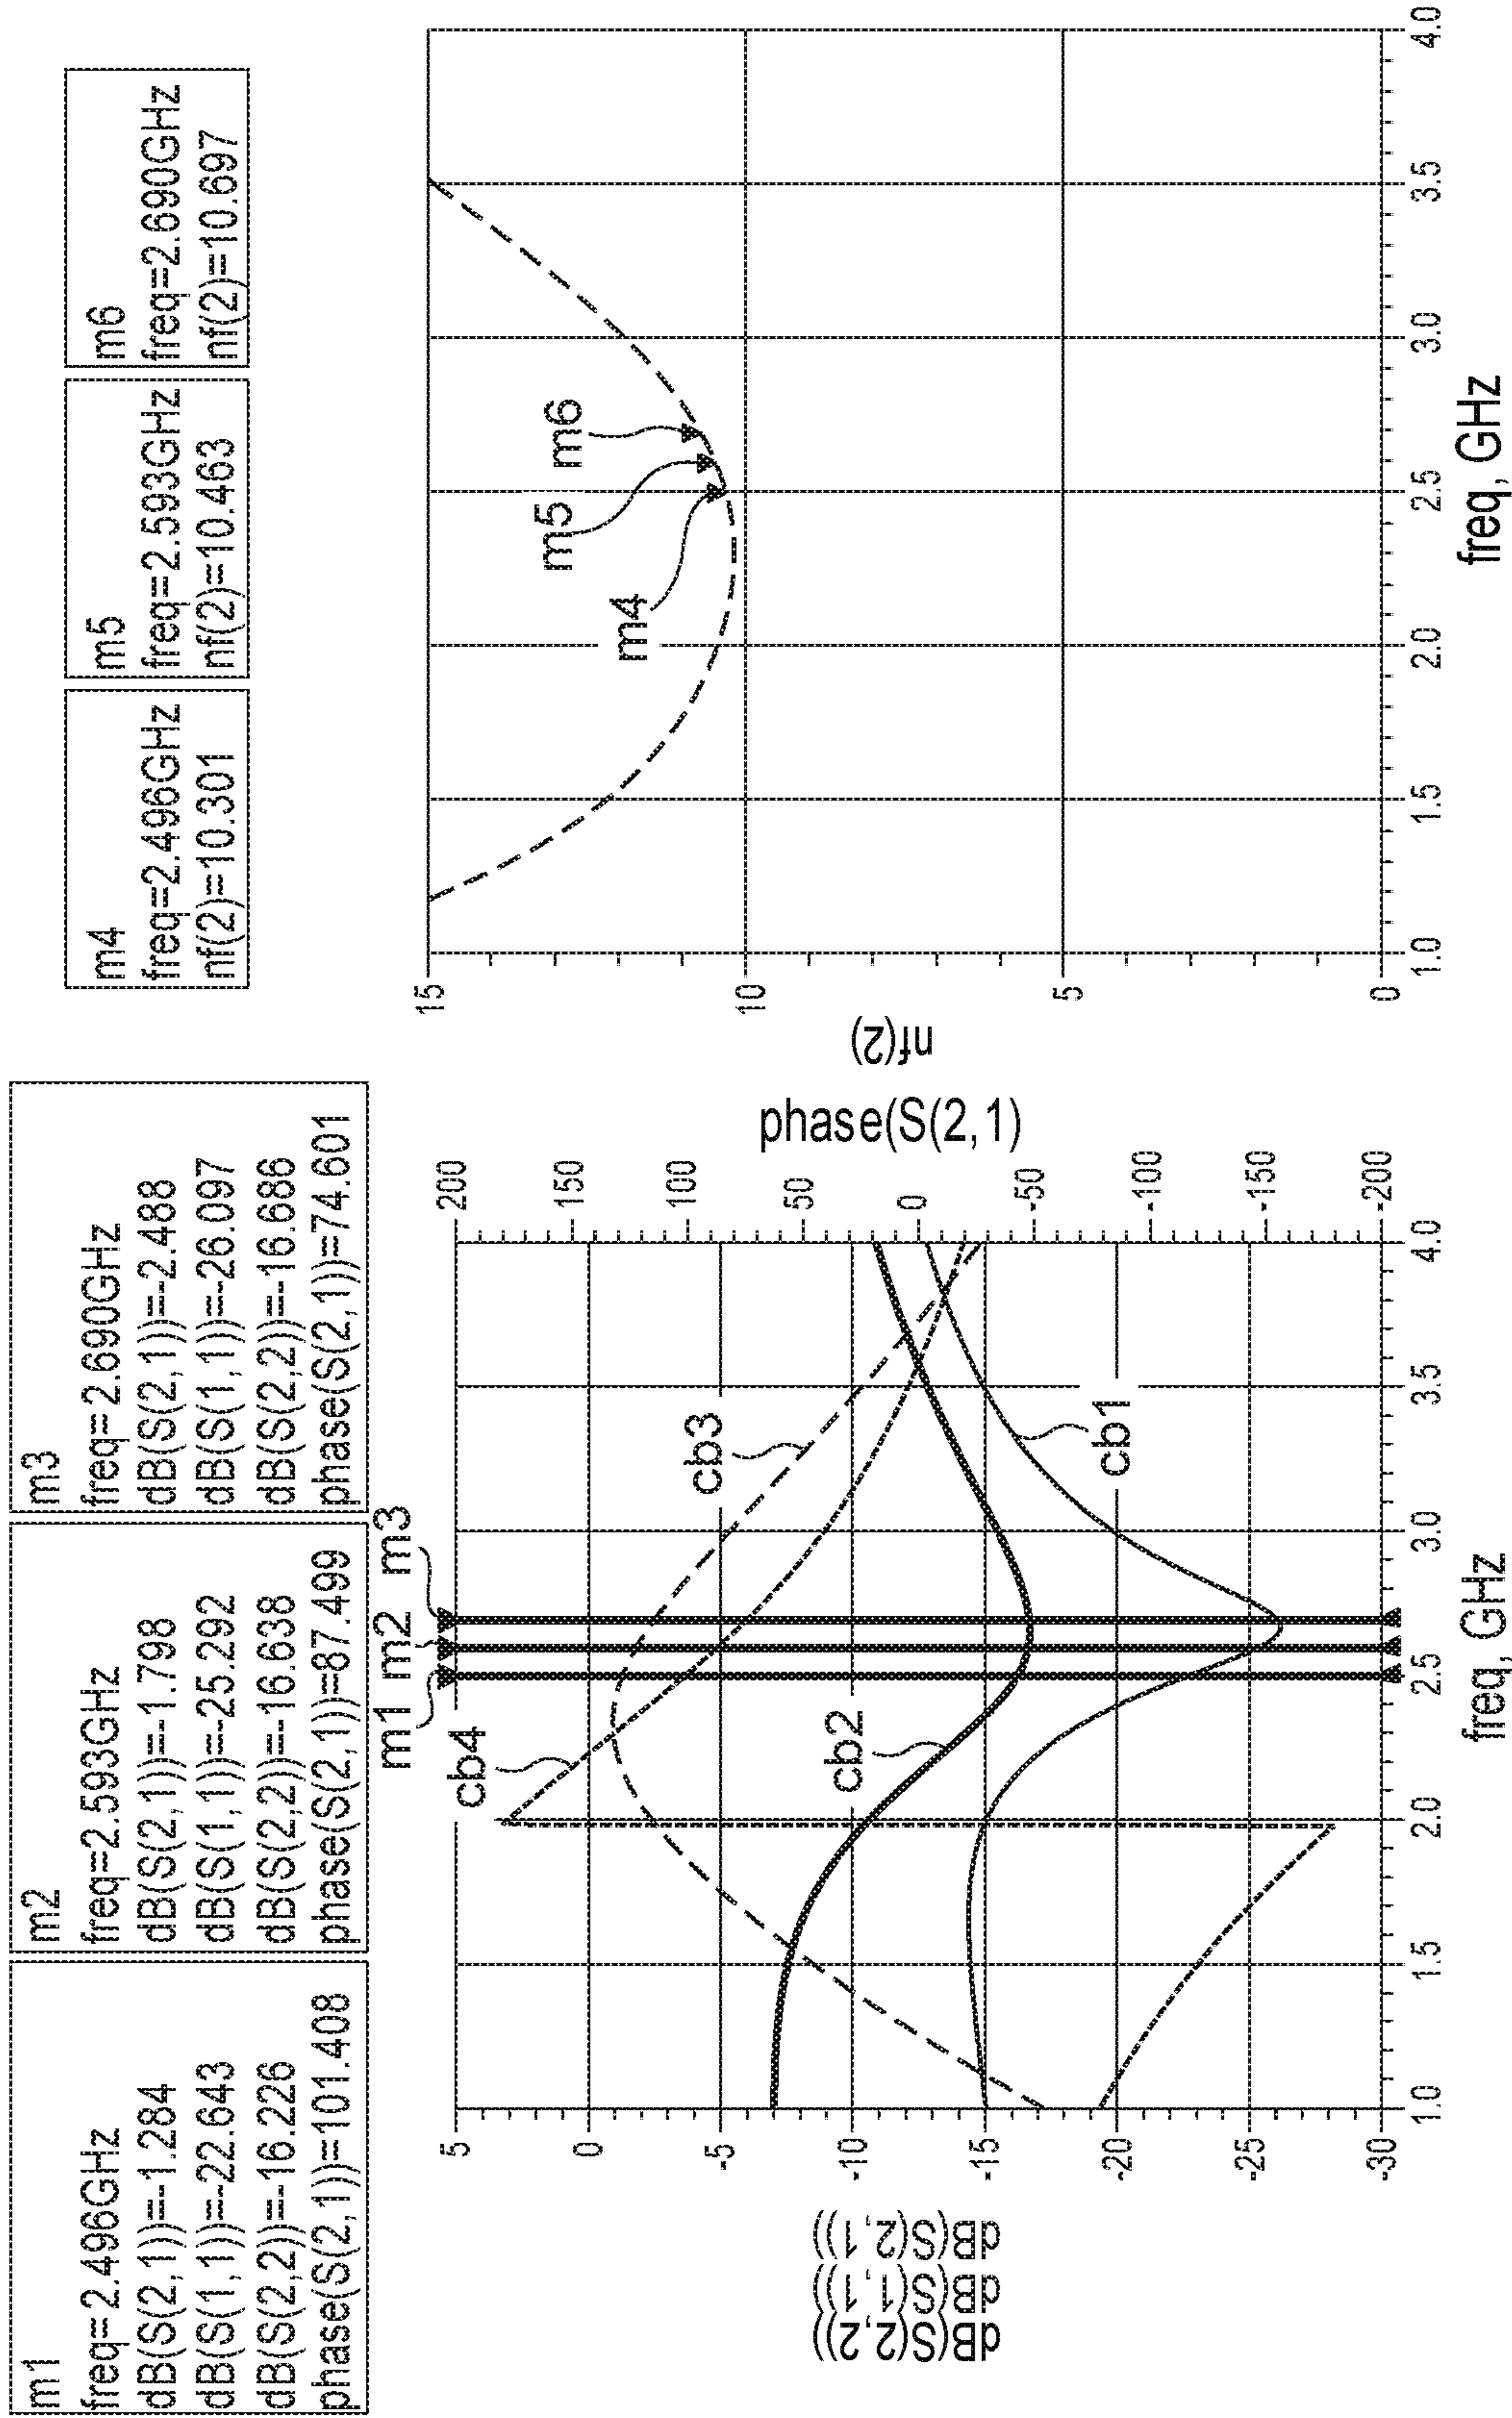 m1
freq=2.496GHz
dB(S(2,1))=-1.284
dB(S(1,1))=-22.643
dB(S(2,2))=-16.226
phase(S(2,1))=101.408
m2
freq=2.593GHz
dB(S(2,1))=-1.798
dB(S(1,1))=-25.292
dB(S(2,2))=-16.638
phase(S(2,1))=87.499
m3
freq=2.690GHz
dB(S(2,1))=-2.488
dB(S(1,1))=-26.097
dB(S(2,2))=-16.686
phase(S(2,1))=74.601
m4
freq=2.496GHz
nf(2)=10.301
m5
freq=2.593GHz
nf(2)=10.463
m6
freq=2.690GHz
nf(2)=10.697
m1 m2 m3
cb4
cb3
cb2
cb1
5
0
-5
-10
-15
-20
-25
-30
dB(S(2,2))
dB(S(1,1))
dB(S(2,1))
200
150
100
50
0
-50
-100
-150
-200
phase(S(2,1)
1.0 1.5 2.0 2.5 3.0 3.5 4.0
freq, GHz
15
10
5
0
nf(2)
m4
m5
m6
1.0 1.5 2.0 2.5 3.0 3.5 4.0
freq, GHz